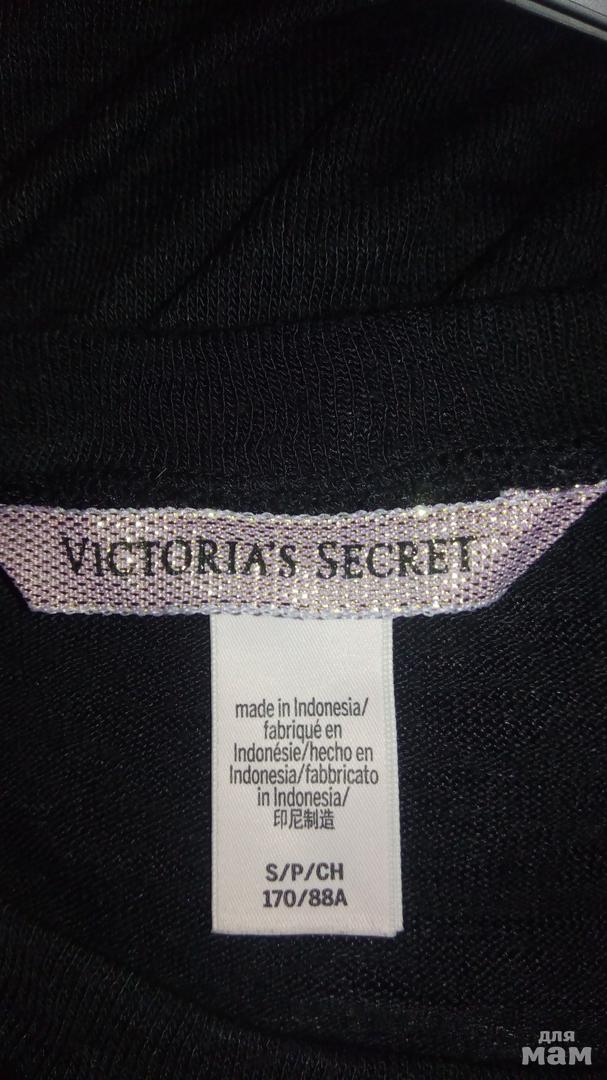 VICTORIA'S SECRET
made in Indonesia/
fabriqué en
Indonésie/hecho en
Indonesia/fabbricato
in Indonesia/
印尼制造
S/P/CH
170/88A
для
мам